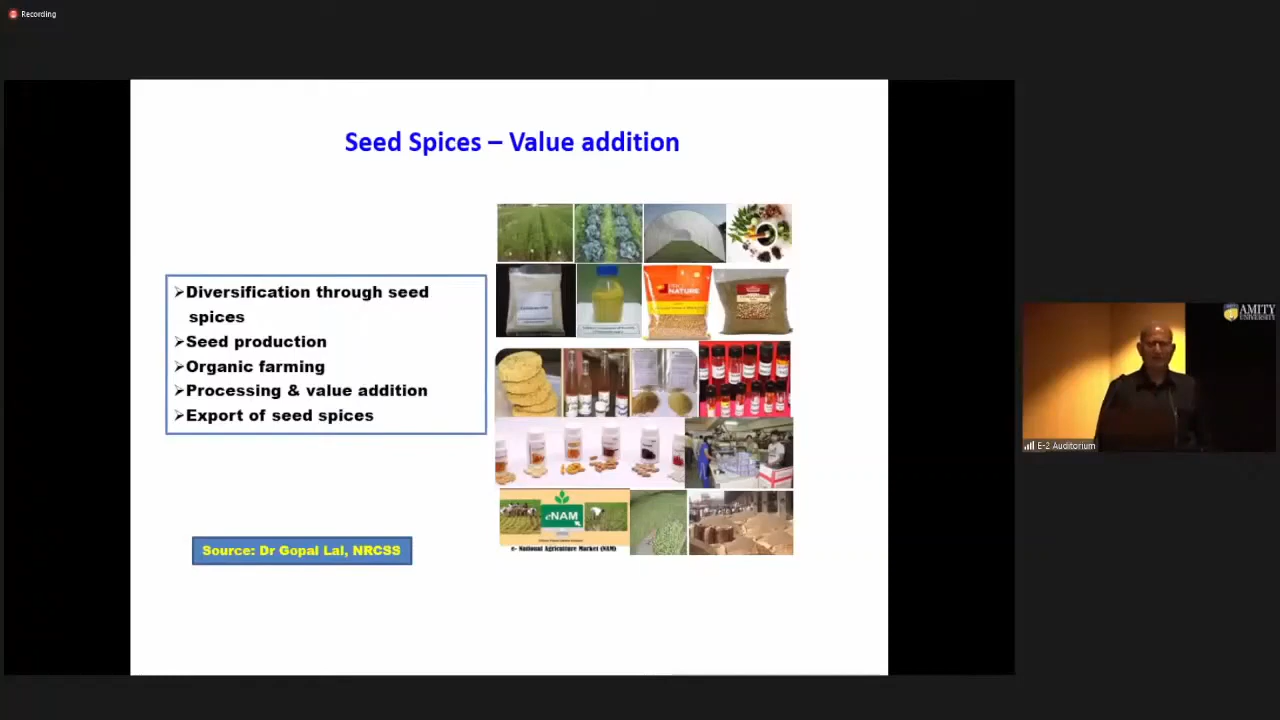 Recording
Seed Spices – Value addition
➢Diversification through seed
spices
➢Seed production
➢Organic farming
➢Processing & value addition
➢Export of seed spices
Source: Dr Gopal Lal, NRCSS
NATURE
eNAM
e- National Agriculture Market (NAM)
AMITY
UNIVERSITY
E-2 Auditorium